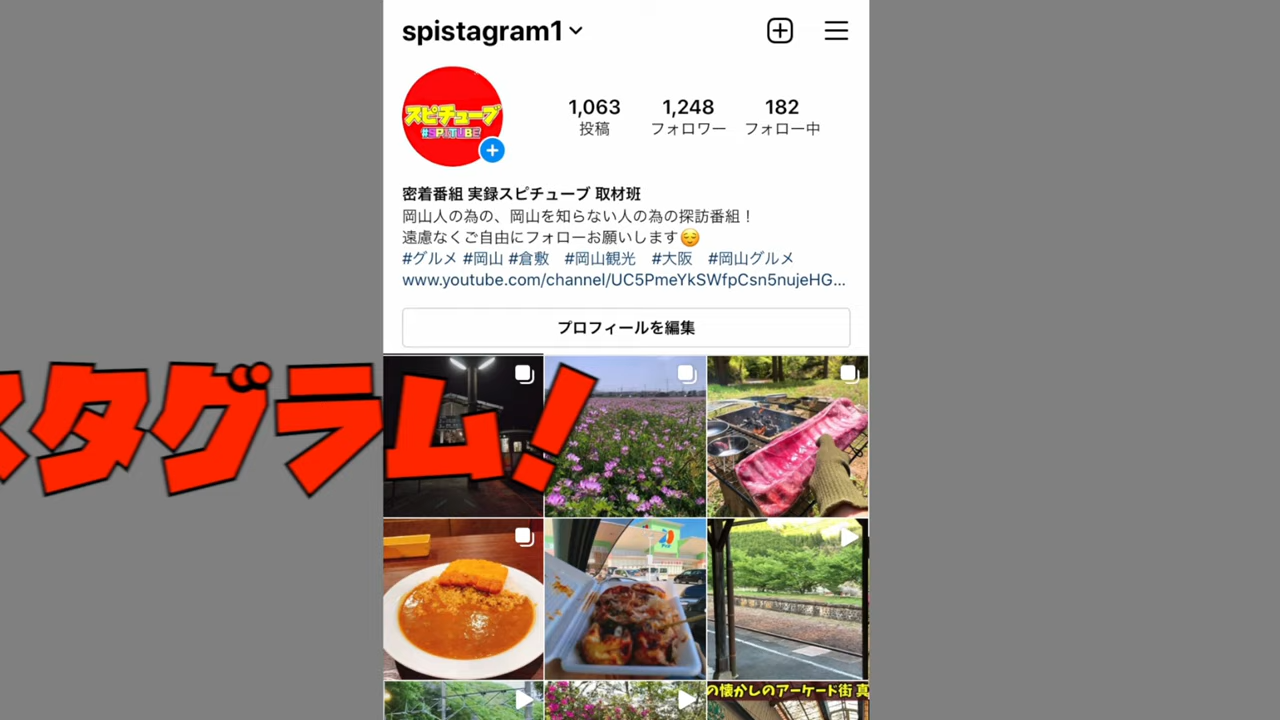 spistagram1
スピチューブ
#SPITUBE
1,063
投稿
1,248
フォロワー
182
フォロー中
密着番組 実録スピチューブ 取材班
岡山人の為の、岡山を知らない人の為の探訪番組！
遠慮なくご自由にフォローお願いします😌
#グルメ #岡山 #倉敷　#岡山観光　#大阪　#岡山グルメ
www.youtube.com/channel/UC5PmeYkSWfpCsn5nujeHG...
プロフィールを編集
スタグラム!
の懐かしのアーケード街 真